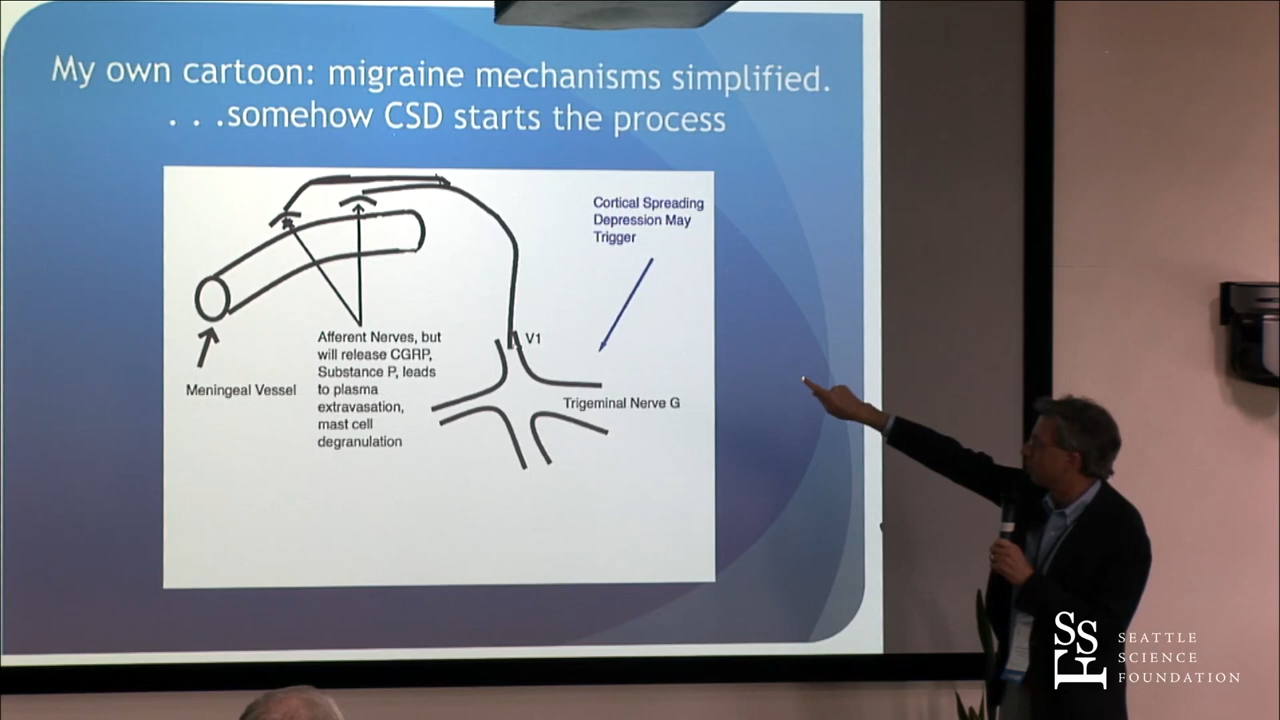 My own cartoon: migraine mechanisms simplified.
. . .somehow CSD starts the process
Cortical Spreading
Depression May
Trigger
V1
Afferent Nerves, but
will release CGRP,
Substance P, leads
to plasma
extravasation,
mast cell
degranulation
Meningeal Vessel
Trigeminal Nerve G
SSF
SEATTLE
SCIENCE
FOUNDATION